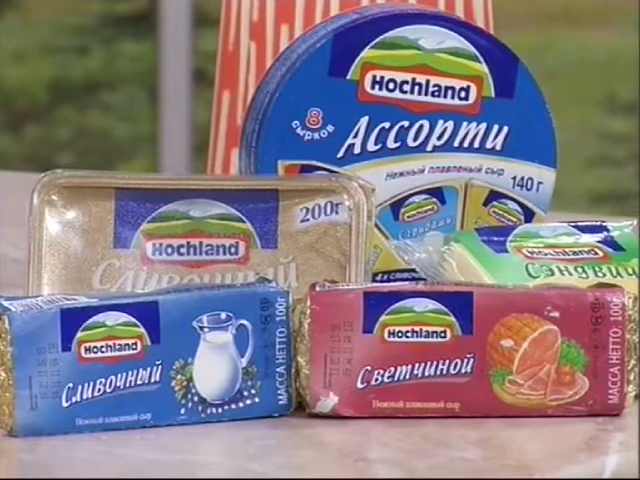 Hochland
8
сырков
Ассорти
Нежный плавленый сыр
140 г
200г
Hochland
Сливочный
Hochland
Сэндвич
Hochland
Сливочный
Нежный плавленый сыр
МАССА НЕТТО: 100г
Hochland
С ветчиной
Нежный плавленый сыр
МАССА НЕТТО: 100г